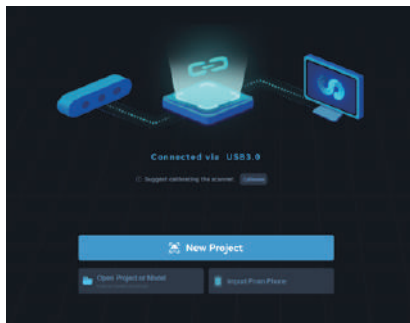 Connected via USB3.0
Suggest calibrating the scanner. Calibrate
New Project
Open Project or Model
Import From Phone